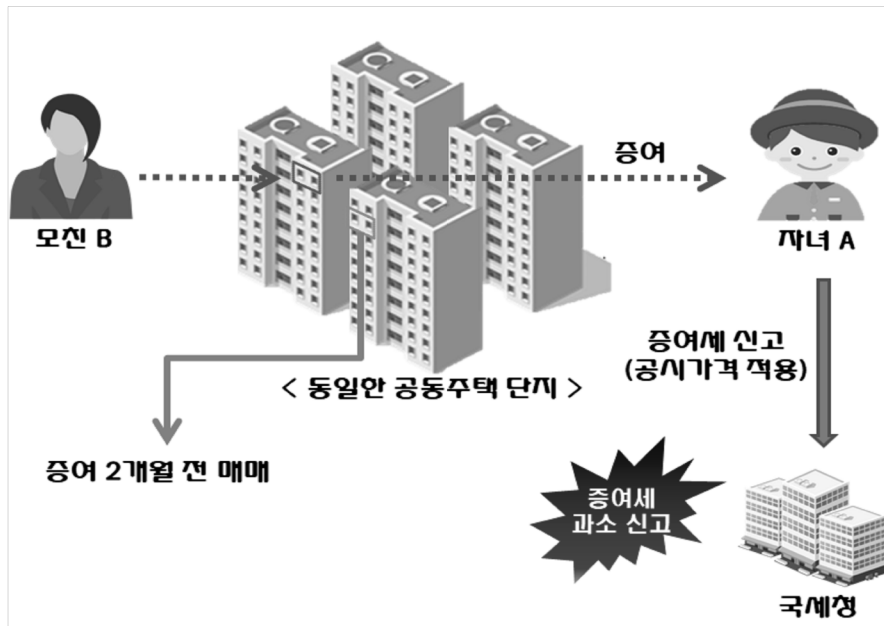 증여
모친 B
자녀 A
증여세 신고
(공시가격 적용)
< 동일한 공동주택 단지 >
증여 2개월 전 매매
증여세
과소 신고
국세청